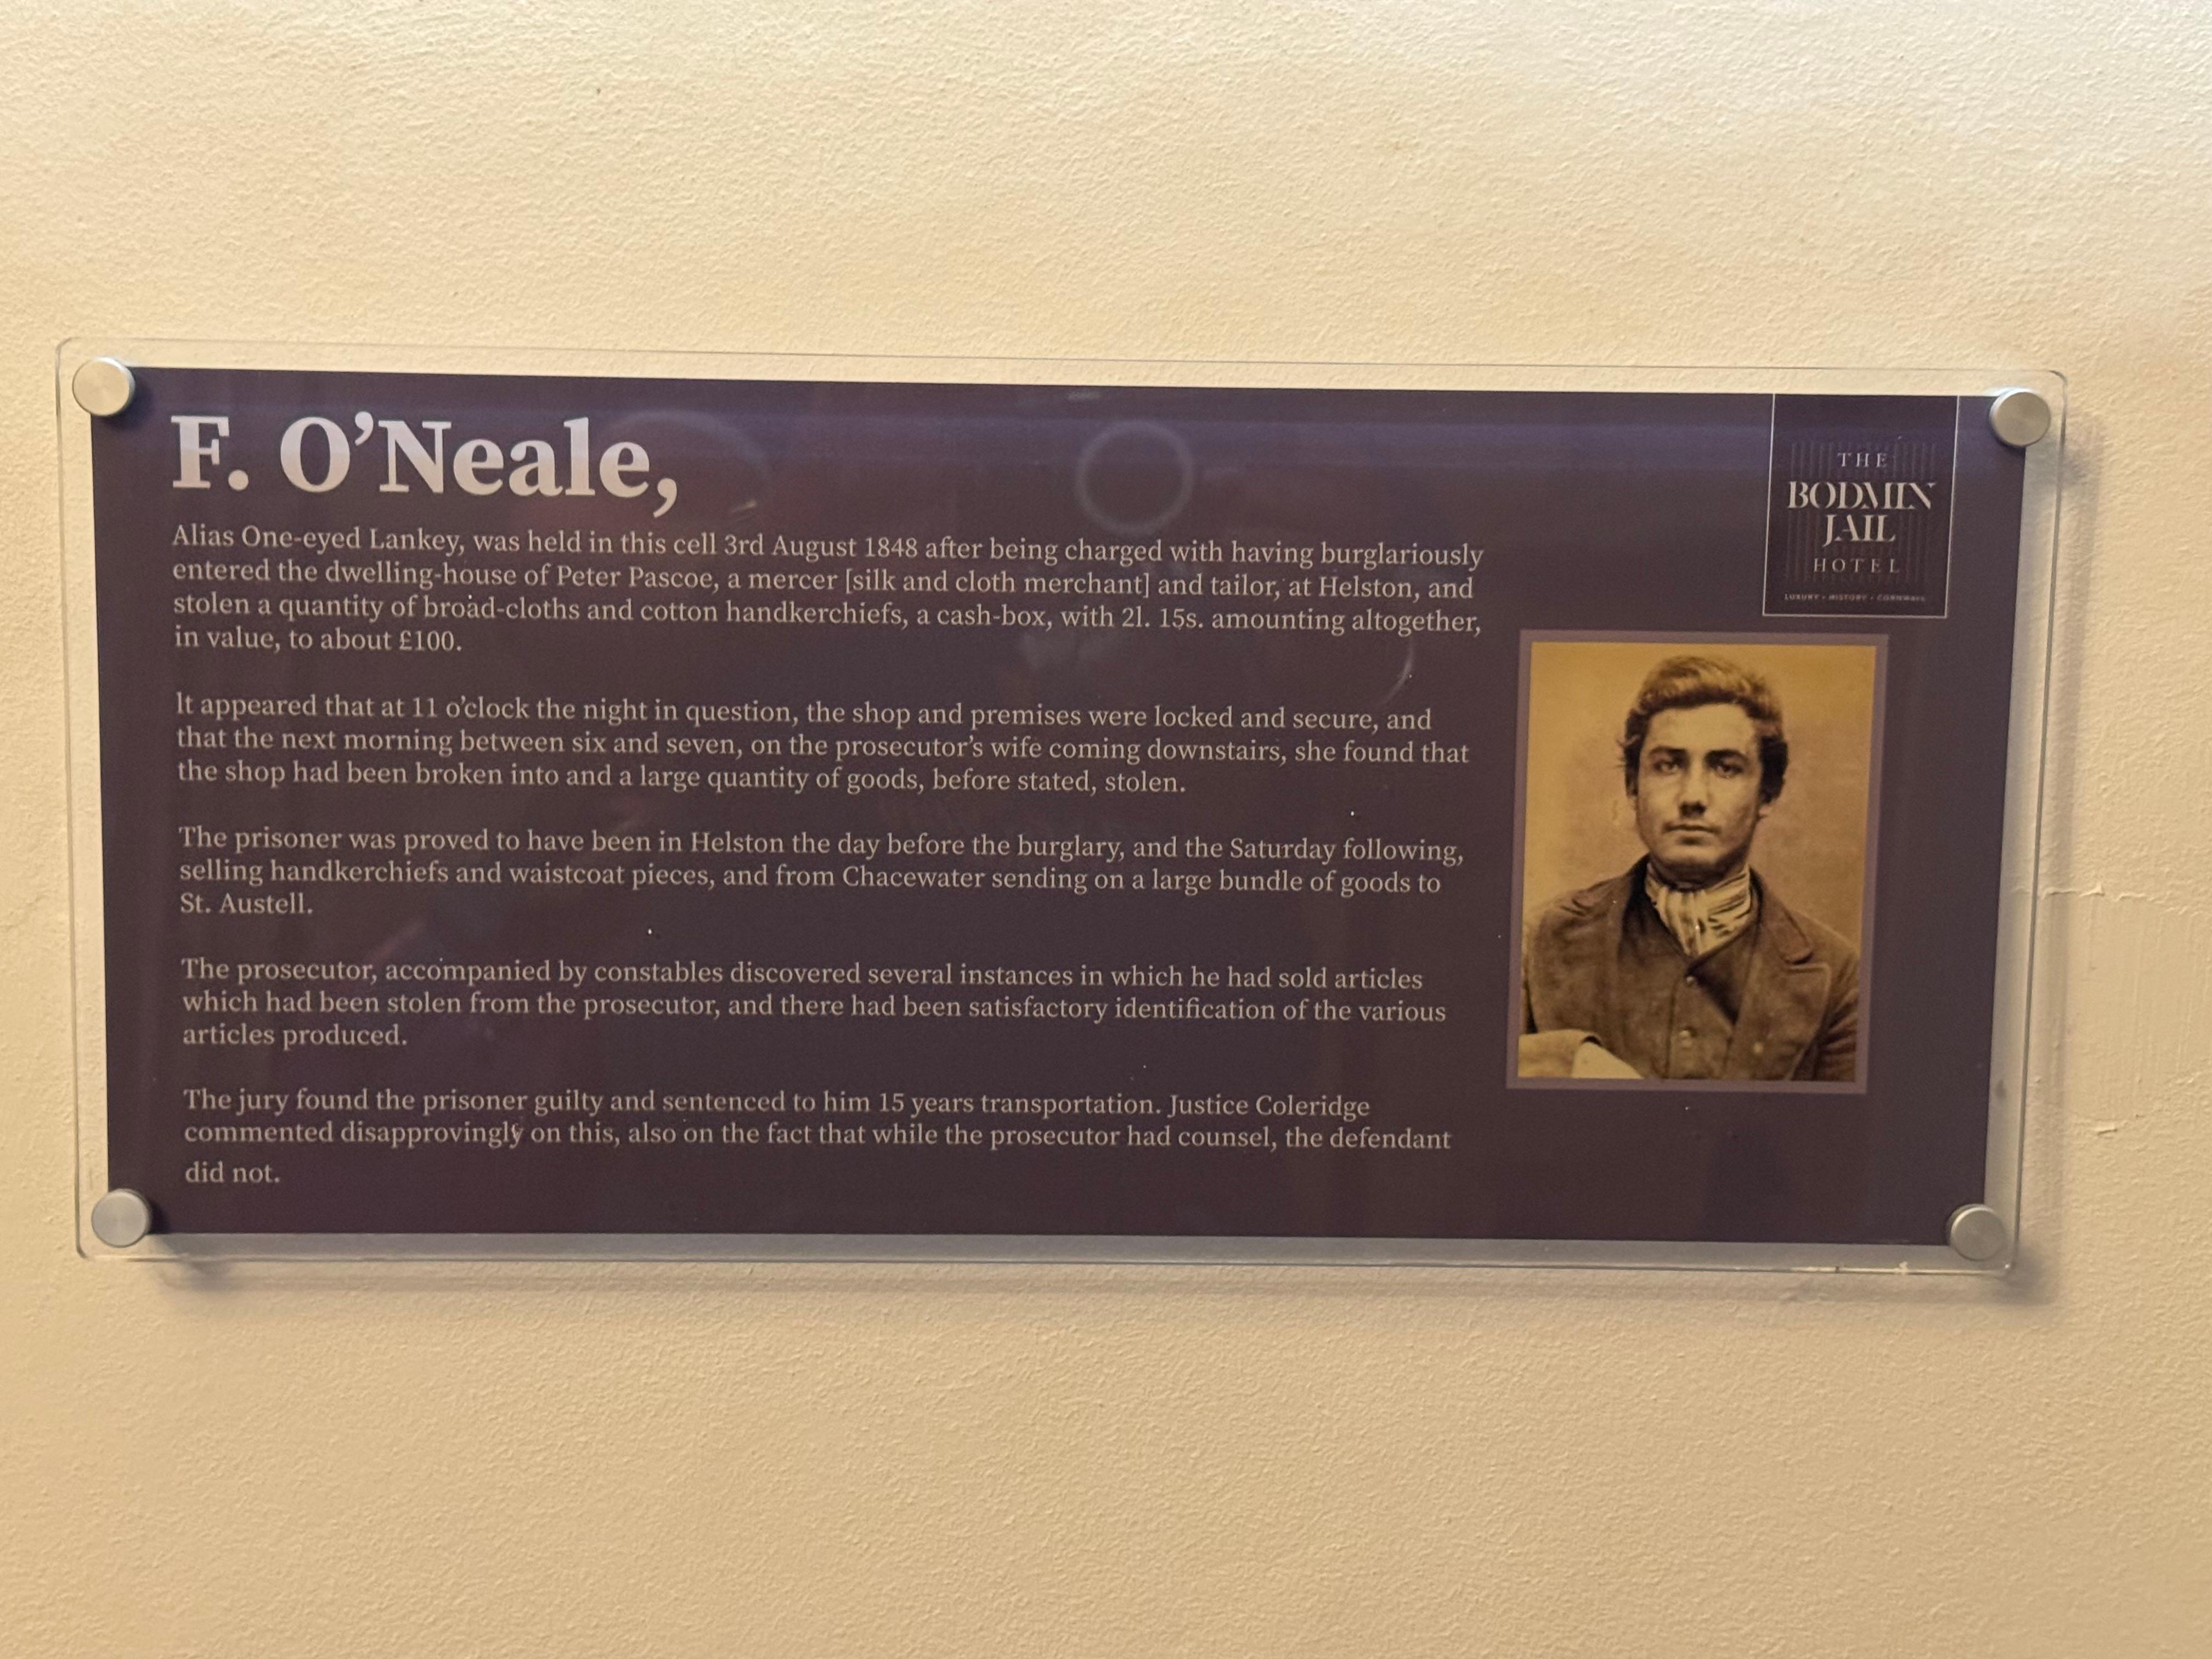 F. O'Neale,
Alias One-eyed Lankey, was held in this cell 3rd August 1848 after being charged with having burglariously
entered the dwelling-house of Peter Pascoe, a mercer [silk and cloth merchant] and tailor, at Helston, and
stolen a quantity of broad-cloths and cotton handkerchiefs, a cash-box, with 2l. 15s. amounting altogether,
in value, to about £100.
It appeared that at 11 o'clock the night in question, the shop and premises were locked and secure, and
that the next morning between six and seven, on the prosecutor's wife coming downstairs, she found that
the shop had been broken into and a large quantity of goods, before stated, stolen.
The prisoner was proved to have been in Helston the day before the burglary, and the Saturday following,
selling handkerchiefs and waistcoat pieces, and from Chacewater sending on a large bundle of goods to
St. Austell.
The prosecutor, accompanied by constables discovered several instances in which he had sold articles
which had been stolen from the prosecutor, and there had been satisfactory identification of the various
articles produced.
The jury found the prisoner guilty and sentenced to him 15 years transportation. Justice Coleridge
commented disapprovingly on this, also on the fact that while the prosecutor had counsel, the defendant
did not.
THE
BODMIN
JAIL
HOTEL
LUXURY • HISTORY • CORNWALL